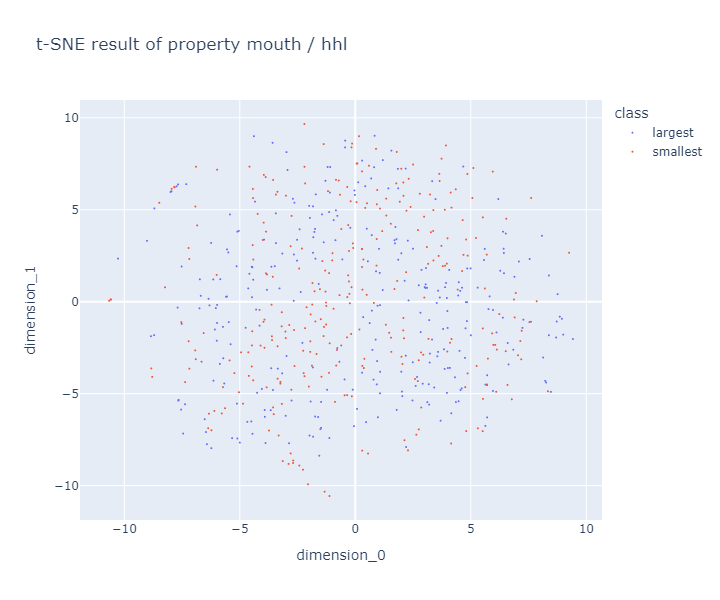 t-SNE result of property mouth / hhl
class
largest
smallest
10
5
0
−5
−10
dimension_1
−10
−5
0
5
10
dimension_0